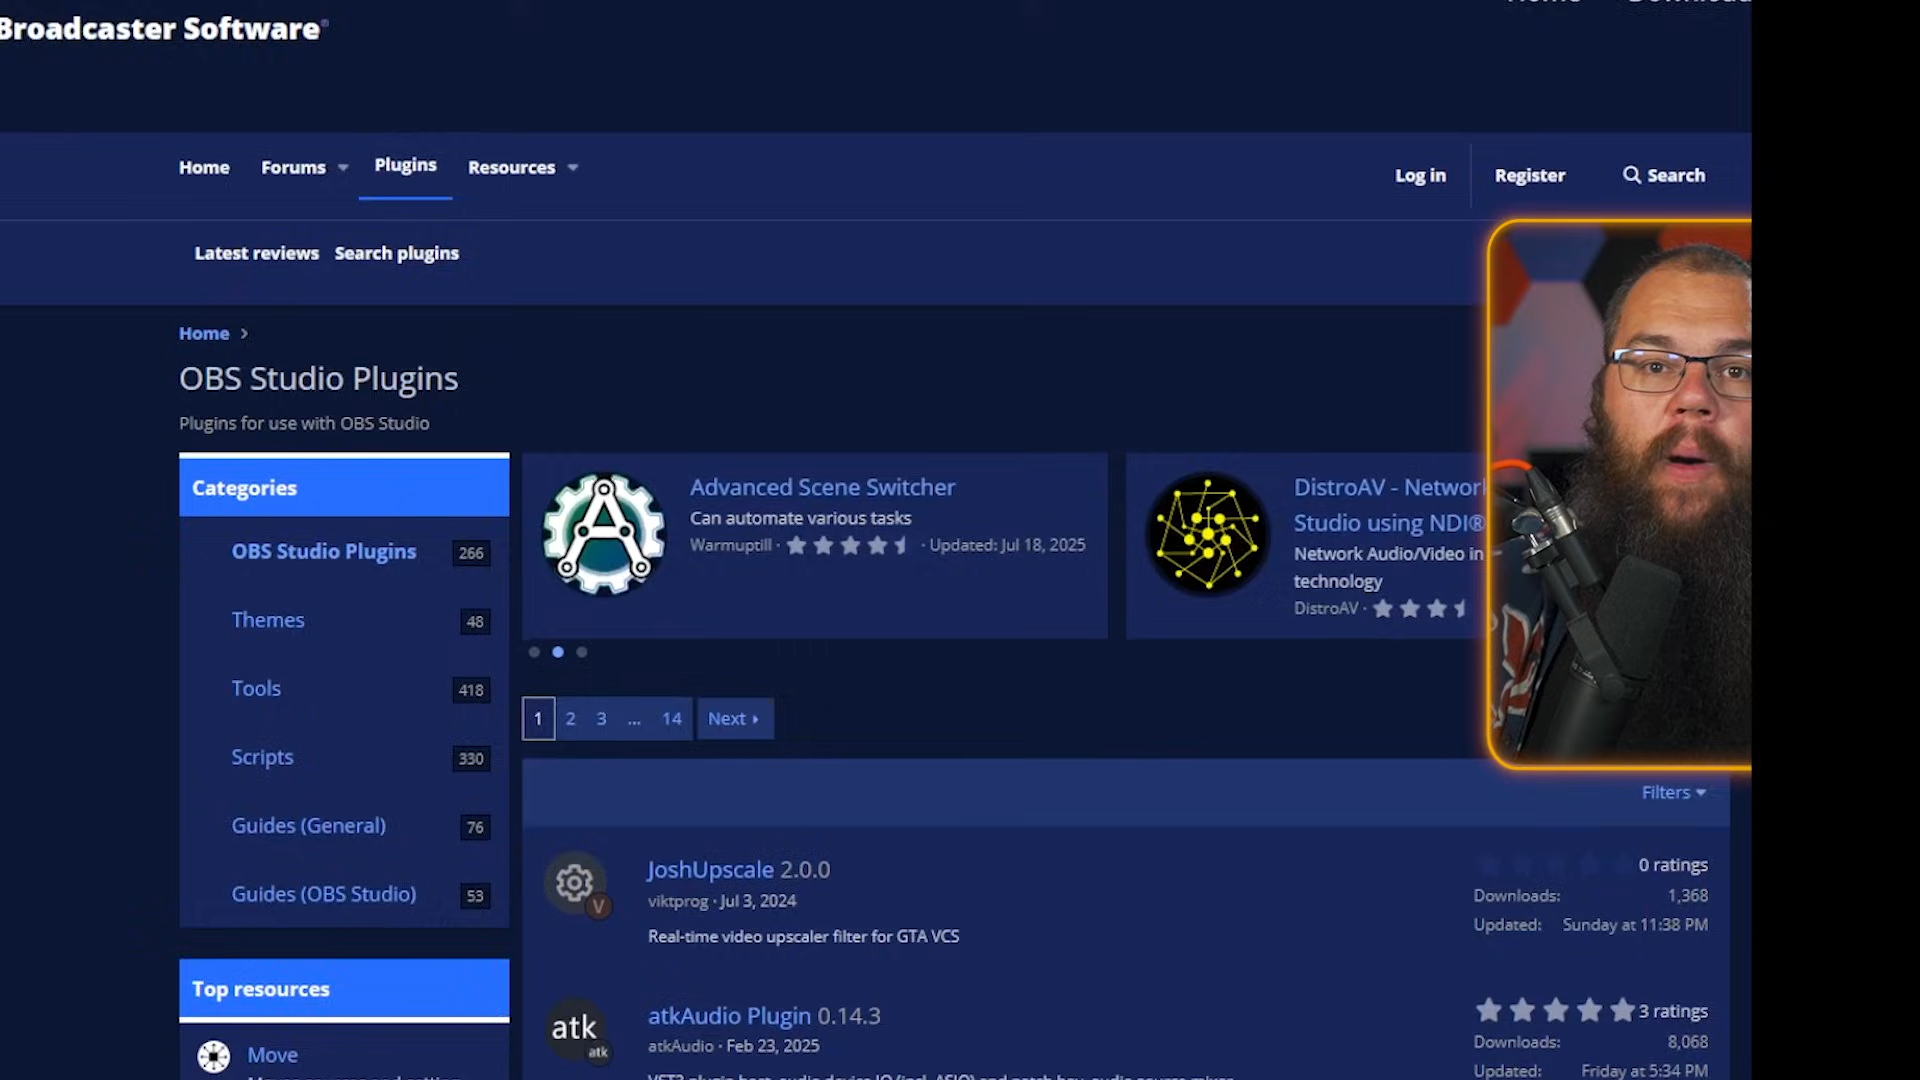 Broadcaster Software
Home
Forums
Plugins
Resources
Log in
Register
Search
Latest reviews
Search plugins
Home
OBS Studio Plugins
Plugins for use with OBS Studio
Categories
OBS Studio Plugins 266
Themes 48
Tools 418
Scripts 330
Guides (General) 76
Guides (OBS Studio) 53
Top resources
Move
Advanced Scene Switcher
Can automate various tasks
Warmuptill · Updated: Jul 18, 2025
DistroAV - Network
Studio using NDI®
Network Audio/Video in
technology
DistroAV ·
1 2 3 ... 14 Next
Filters
JoshUpscale 2.0.0
viktprog · Jul 3, 2024
Real-time video upscaler filter for GTA VCS
V
0 ratings
Downloads: 1,368
Updated: Sunday at 11:38 PM
atk
atk
atkAudio Plugin 0.14.3
atkAudio · Feb 23, 2025
3 ratings
Downloads: 8,068
Updated: Friday at 5:34 PM